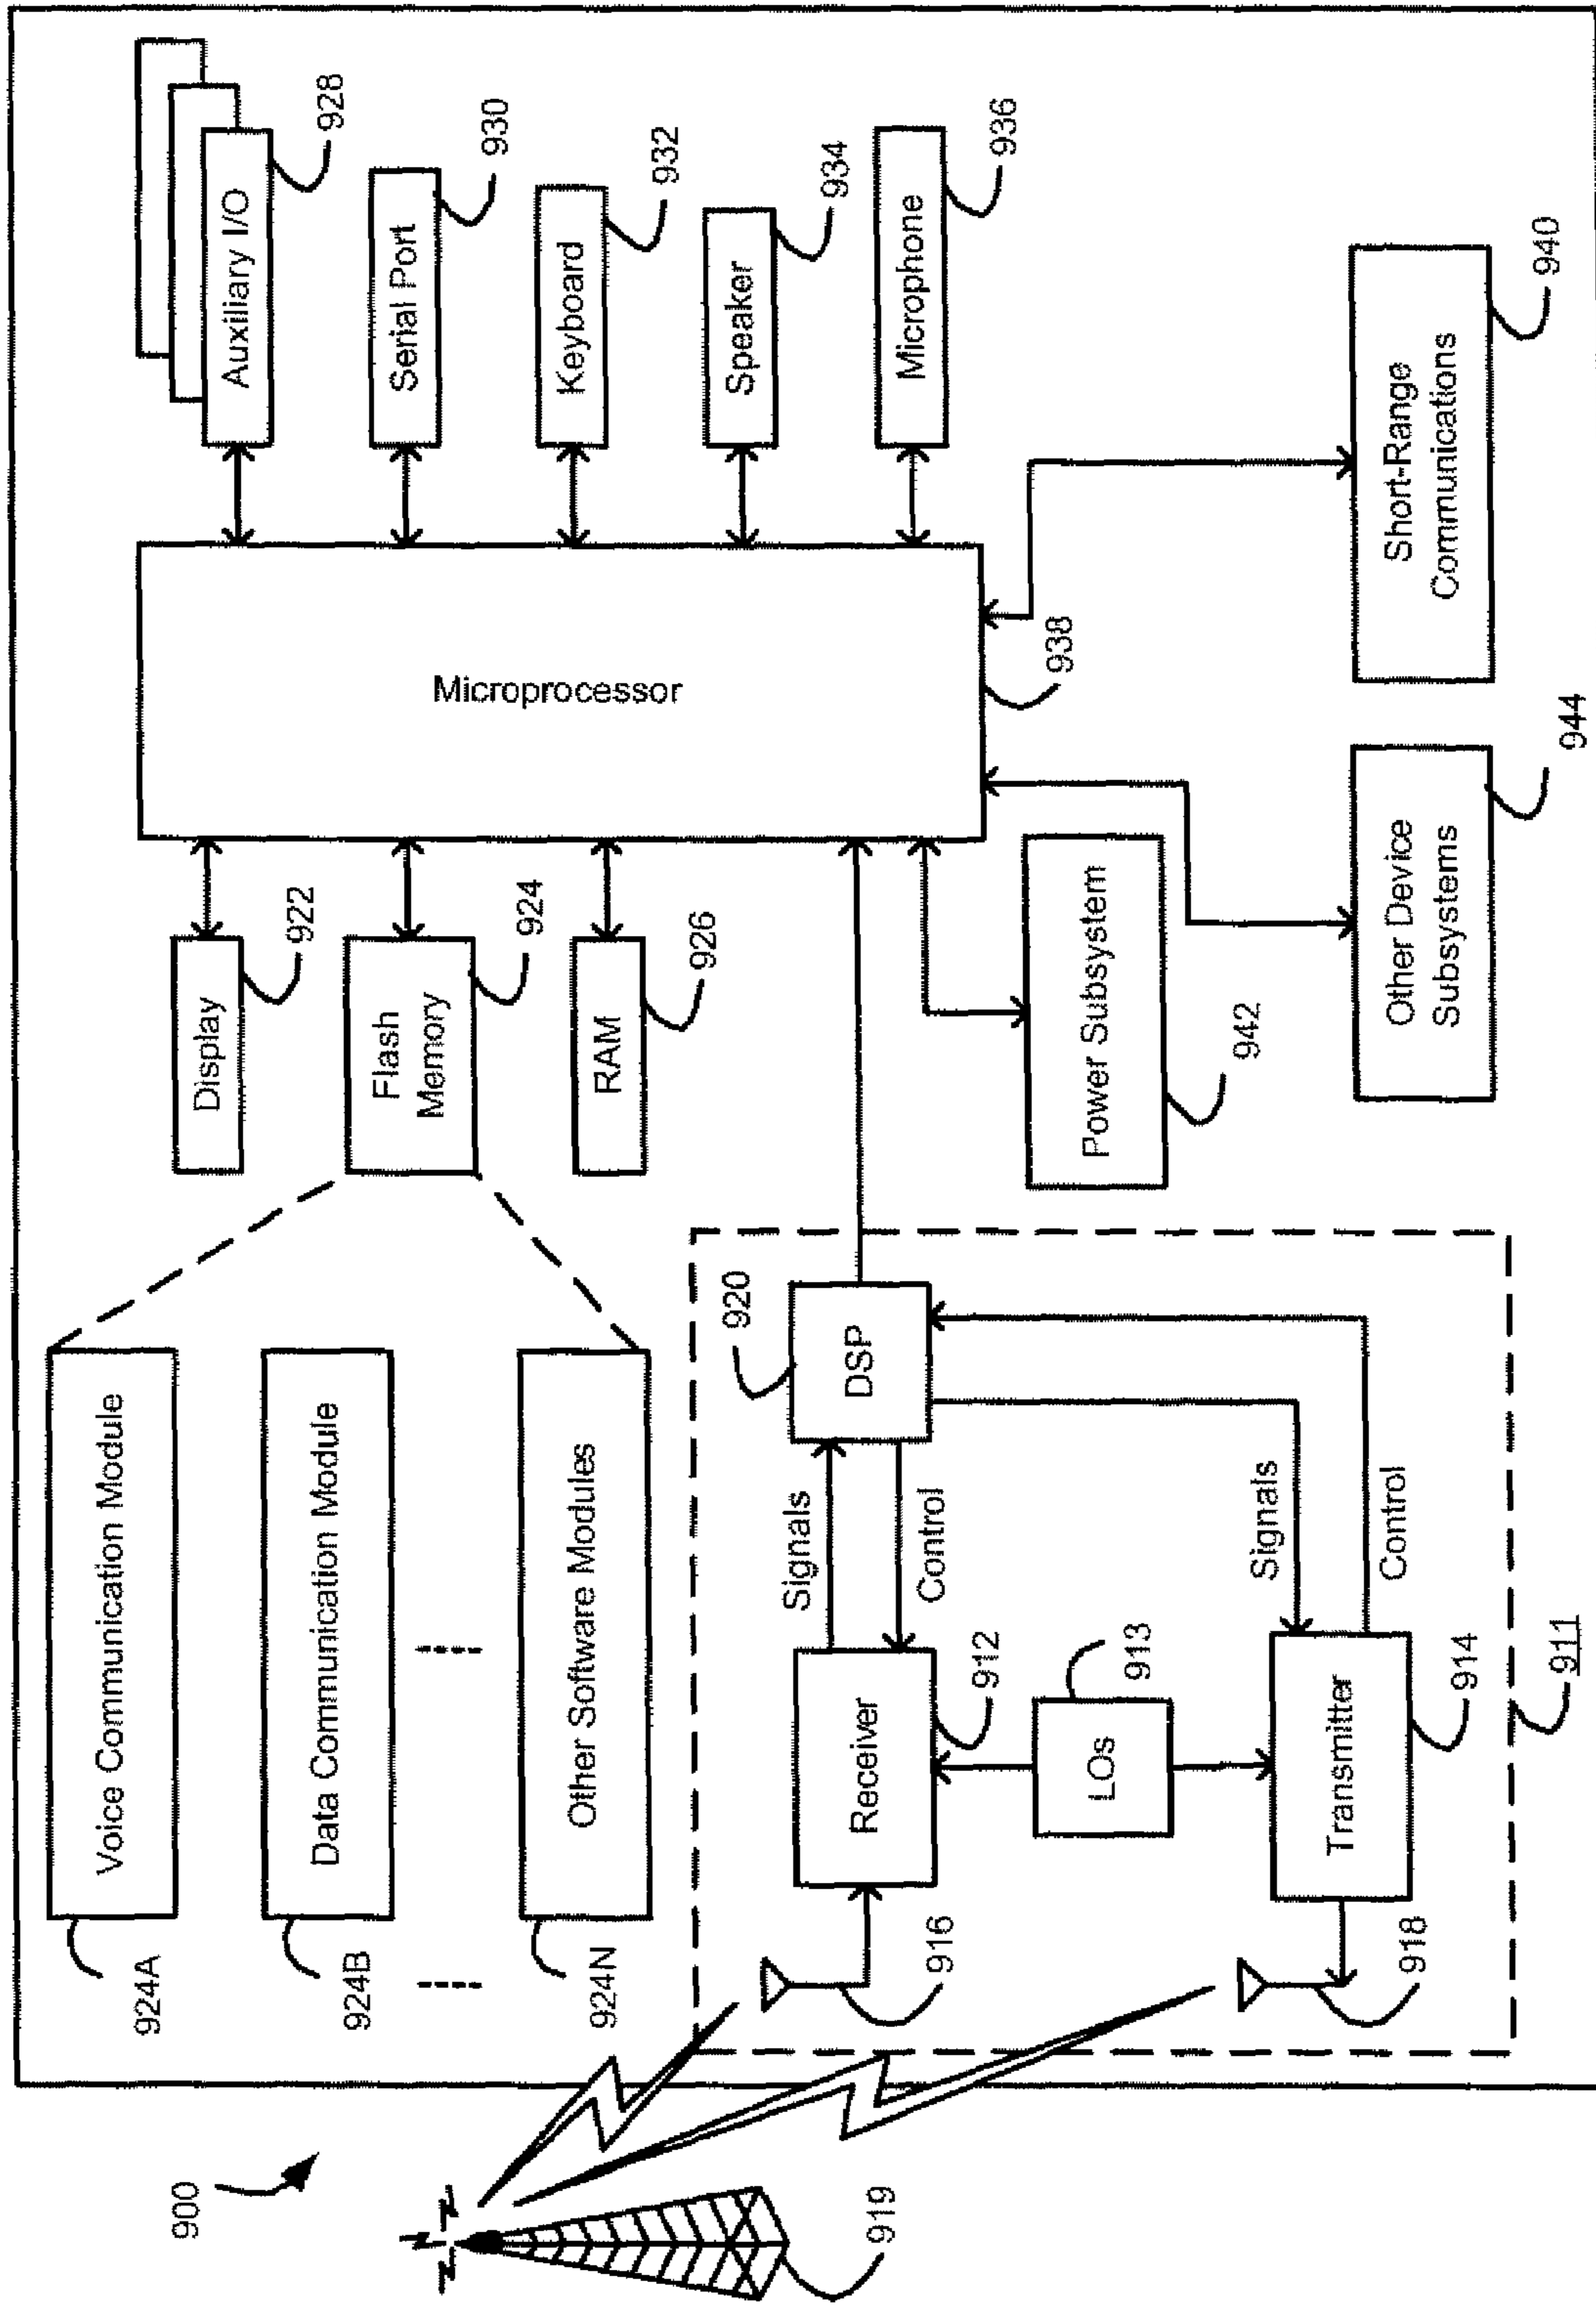 900
919
924A
Voice Communication Module
924B
Data Communication Module
924N
Other Software Modules
Display
922
Flash
Memory
924
RAM
926
Microprocessor
938
Auxiliary I/O
928
Serial Port
930
Keyboard
932
Speaker
934
Microphone
936
Short-Range
Communications
940
Other Device
Subsystems
944
Power Subsystem
942
920
DSP
Signals
Control
Receiver
912
916
LOs
913
Signals
Control
Transmitter
914
918
911